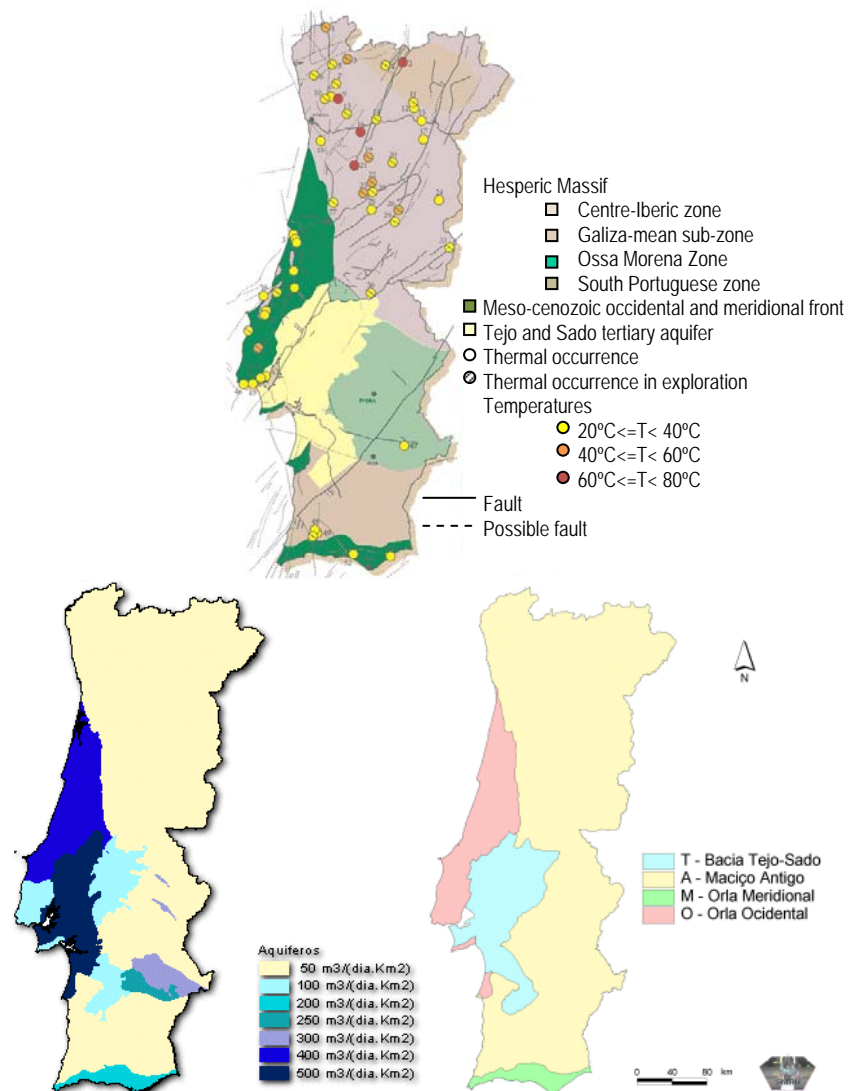 Hesperic Massif
Centre-Iberic zone
Galiza-mean sub-zone
Ossa Morena Zone
South Portuguese zone
Meso-cenozoic occidental and meridional front
Tejo and Sado tertiary aquifer
Thermal occurrence
Thermal occurrence in exploration
Temperatures
20ºC<=T< 40ºC
40ºC<=T< 60ºC
60ºC<=T< 80ºC
Fault
Possible fault
N
T - Bacia Tejo-Sado
A - Maciço Antigo
M - Orla Meridional
O - Orla Ocidental
Aquiferos
50 m3/(dia.Km2)
100 m3/(dia.Km2)
200 m3/(dia.Km2)
250 m3/(dia.Km2)
300 m3/(dia.Km2)
400 m3/(dia.Km2)
500 m3/(dia.Km2)
0 40 80 km